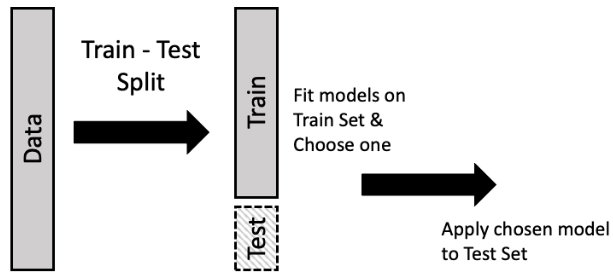 Data
Train - Test
Split
Train
Test
Fit models on
Train Set &
Choose one
Apply chosen model
to Test Set